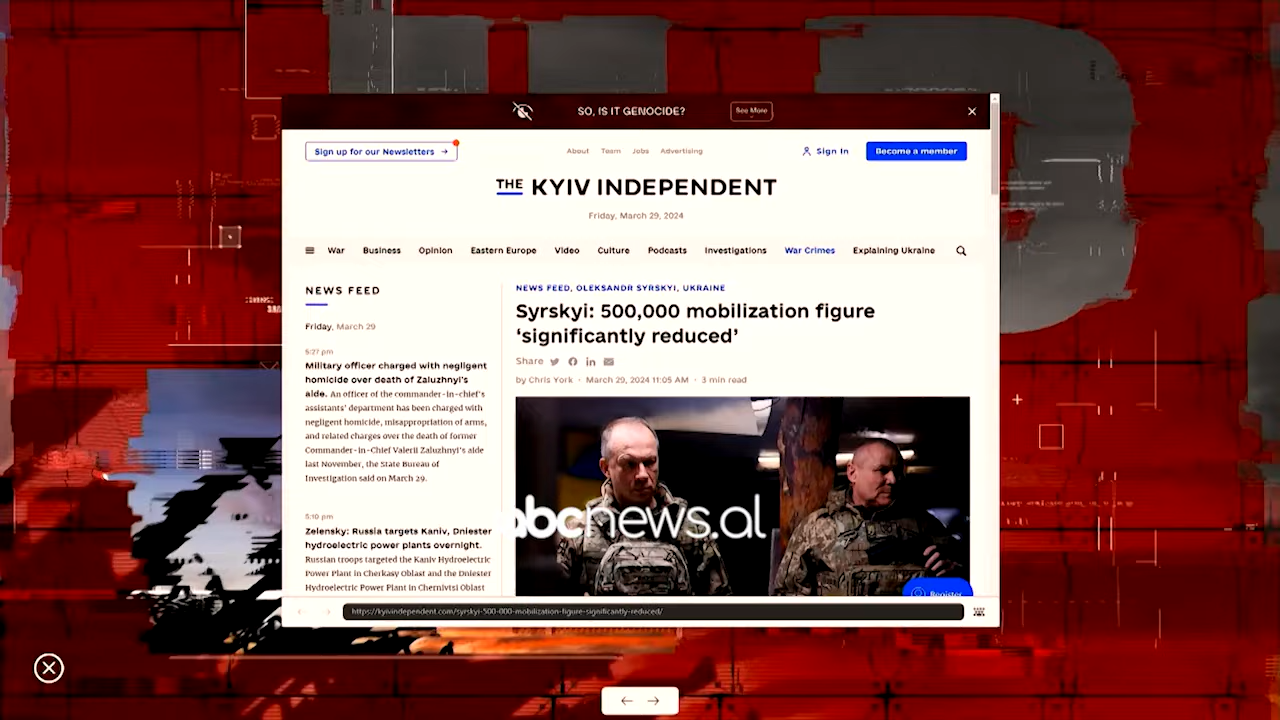 SO, IS IT GENOCIDE?
See More
Sign up for our Newsletters →
About Team Jobs Advertising
Sign In
Become a member
THE KYIV INDEPENDENT
Friday, March 29, 2024
War Business Opinion Eastern Europe Video Culture Podcasts Investigations War Crimes Explaining Ukraine
NEWS FEED
Friday, March 29
5:27 pm
Military officer charged with negligent
homicide over death of Zaluzhnyi's
aide. An officer of the commander-in-chief's
assistants' department has been charged with
negligent homicide, misappropriation of arms,
and related charges over the death of former
Commander-in-Chief Valerii Zaluzhnyi's aide
last November, the State Bureau of
Investigation said on March 29.
5:10 pm
Zelensky: Russia targets Kaniv, Dniester
hydroelectric power plants overnight.
Russian troops targeted the Kaniv Hydroelectric
Power Plant in Cherkasy Oblast and the Dniester
Hydroelectric Power Plant in Chernivtsi Oblast
NEWS FEED, OLEKSANDR SYRSKYI, UKRAINE
Syrskyi: 500,000 mobilization figure
‘significantly reduced’
Share
by Chris York · March 29, 2024 11:05 AM · 3 min read
abcnews.al
Register
https://kyivindependent.com/syrskyi-500-000-mobilization-figure-significantly-reduced/